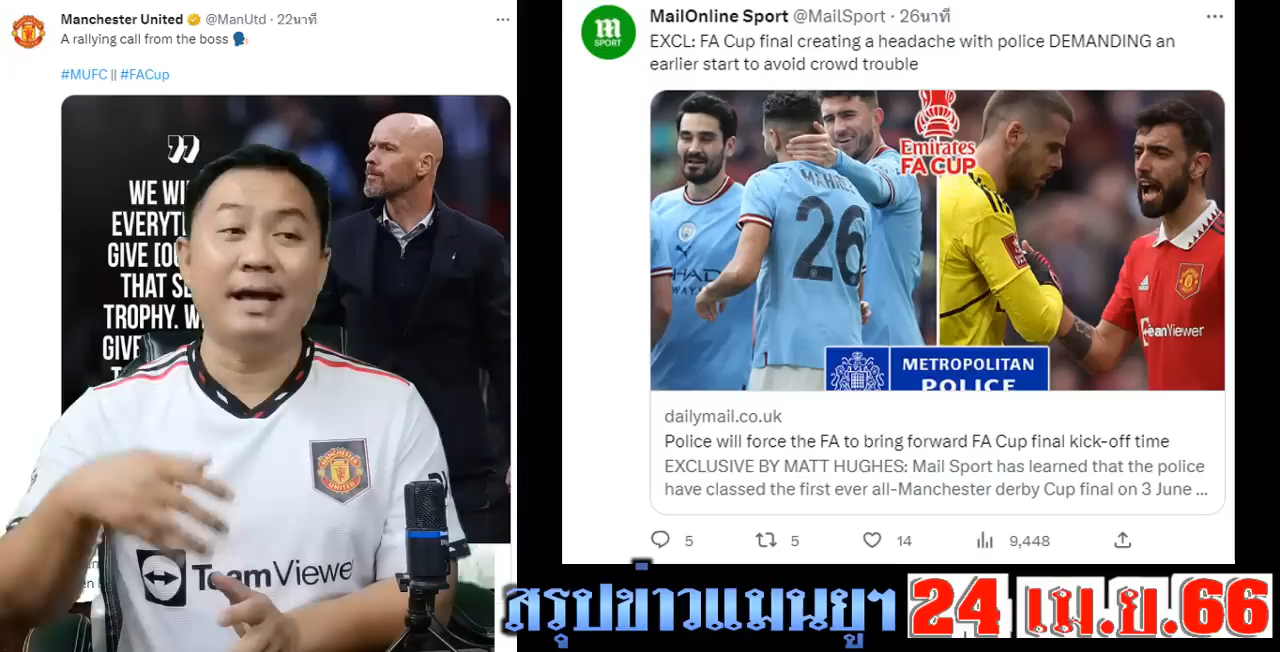 Manchester United @ManUtd · 22นาที
A rallying call from the boss
#MUFC || #FACup
WE
EVERYT
GIVE
THAT
TROPHY.
GIVE
TeamViewer
MailOnline Sport @MailSport · 26นาที
SPORT
EXCL: FA Cup final creating a headache with police DEMANDING an
earlier start to avoid crowd trouble
Emirates
FA CUP
MAHRE
26
TeamViewer
METROPOLITAN
POLICE
dailymail.co.uk
Police will force the FA to bring forward FA Cup final kick-off time
EXCLUSIVE BY MATT HUGHES: Mail Sport has learned that the police
have classed the first ever all-Manchester derby Cup final on 3 June ...
5 5 14 9,448
สรุปข่าวแมนยูฯ 24 เม.ย.66